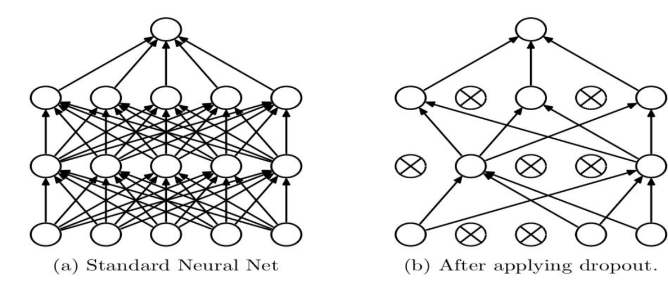 (a) Standard Neural Net
(b) After applying dropout.